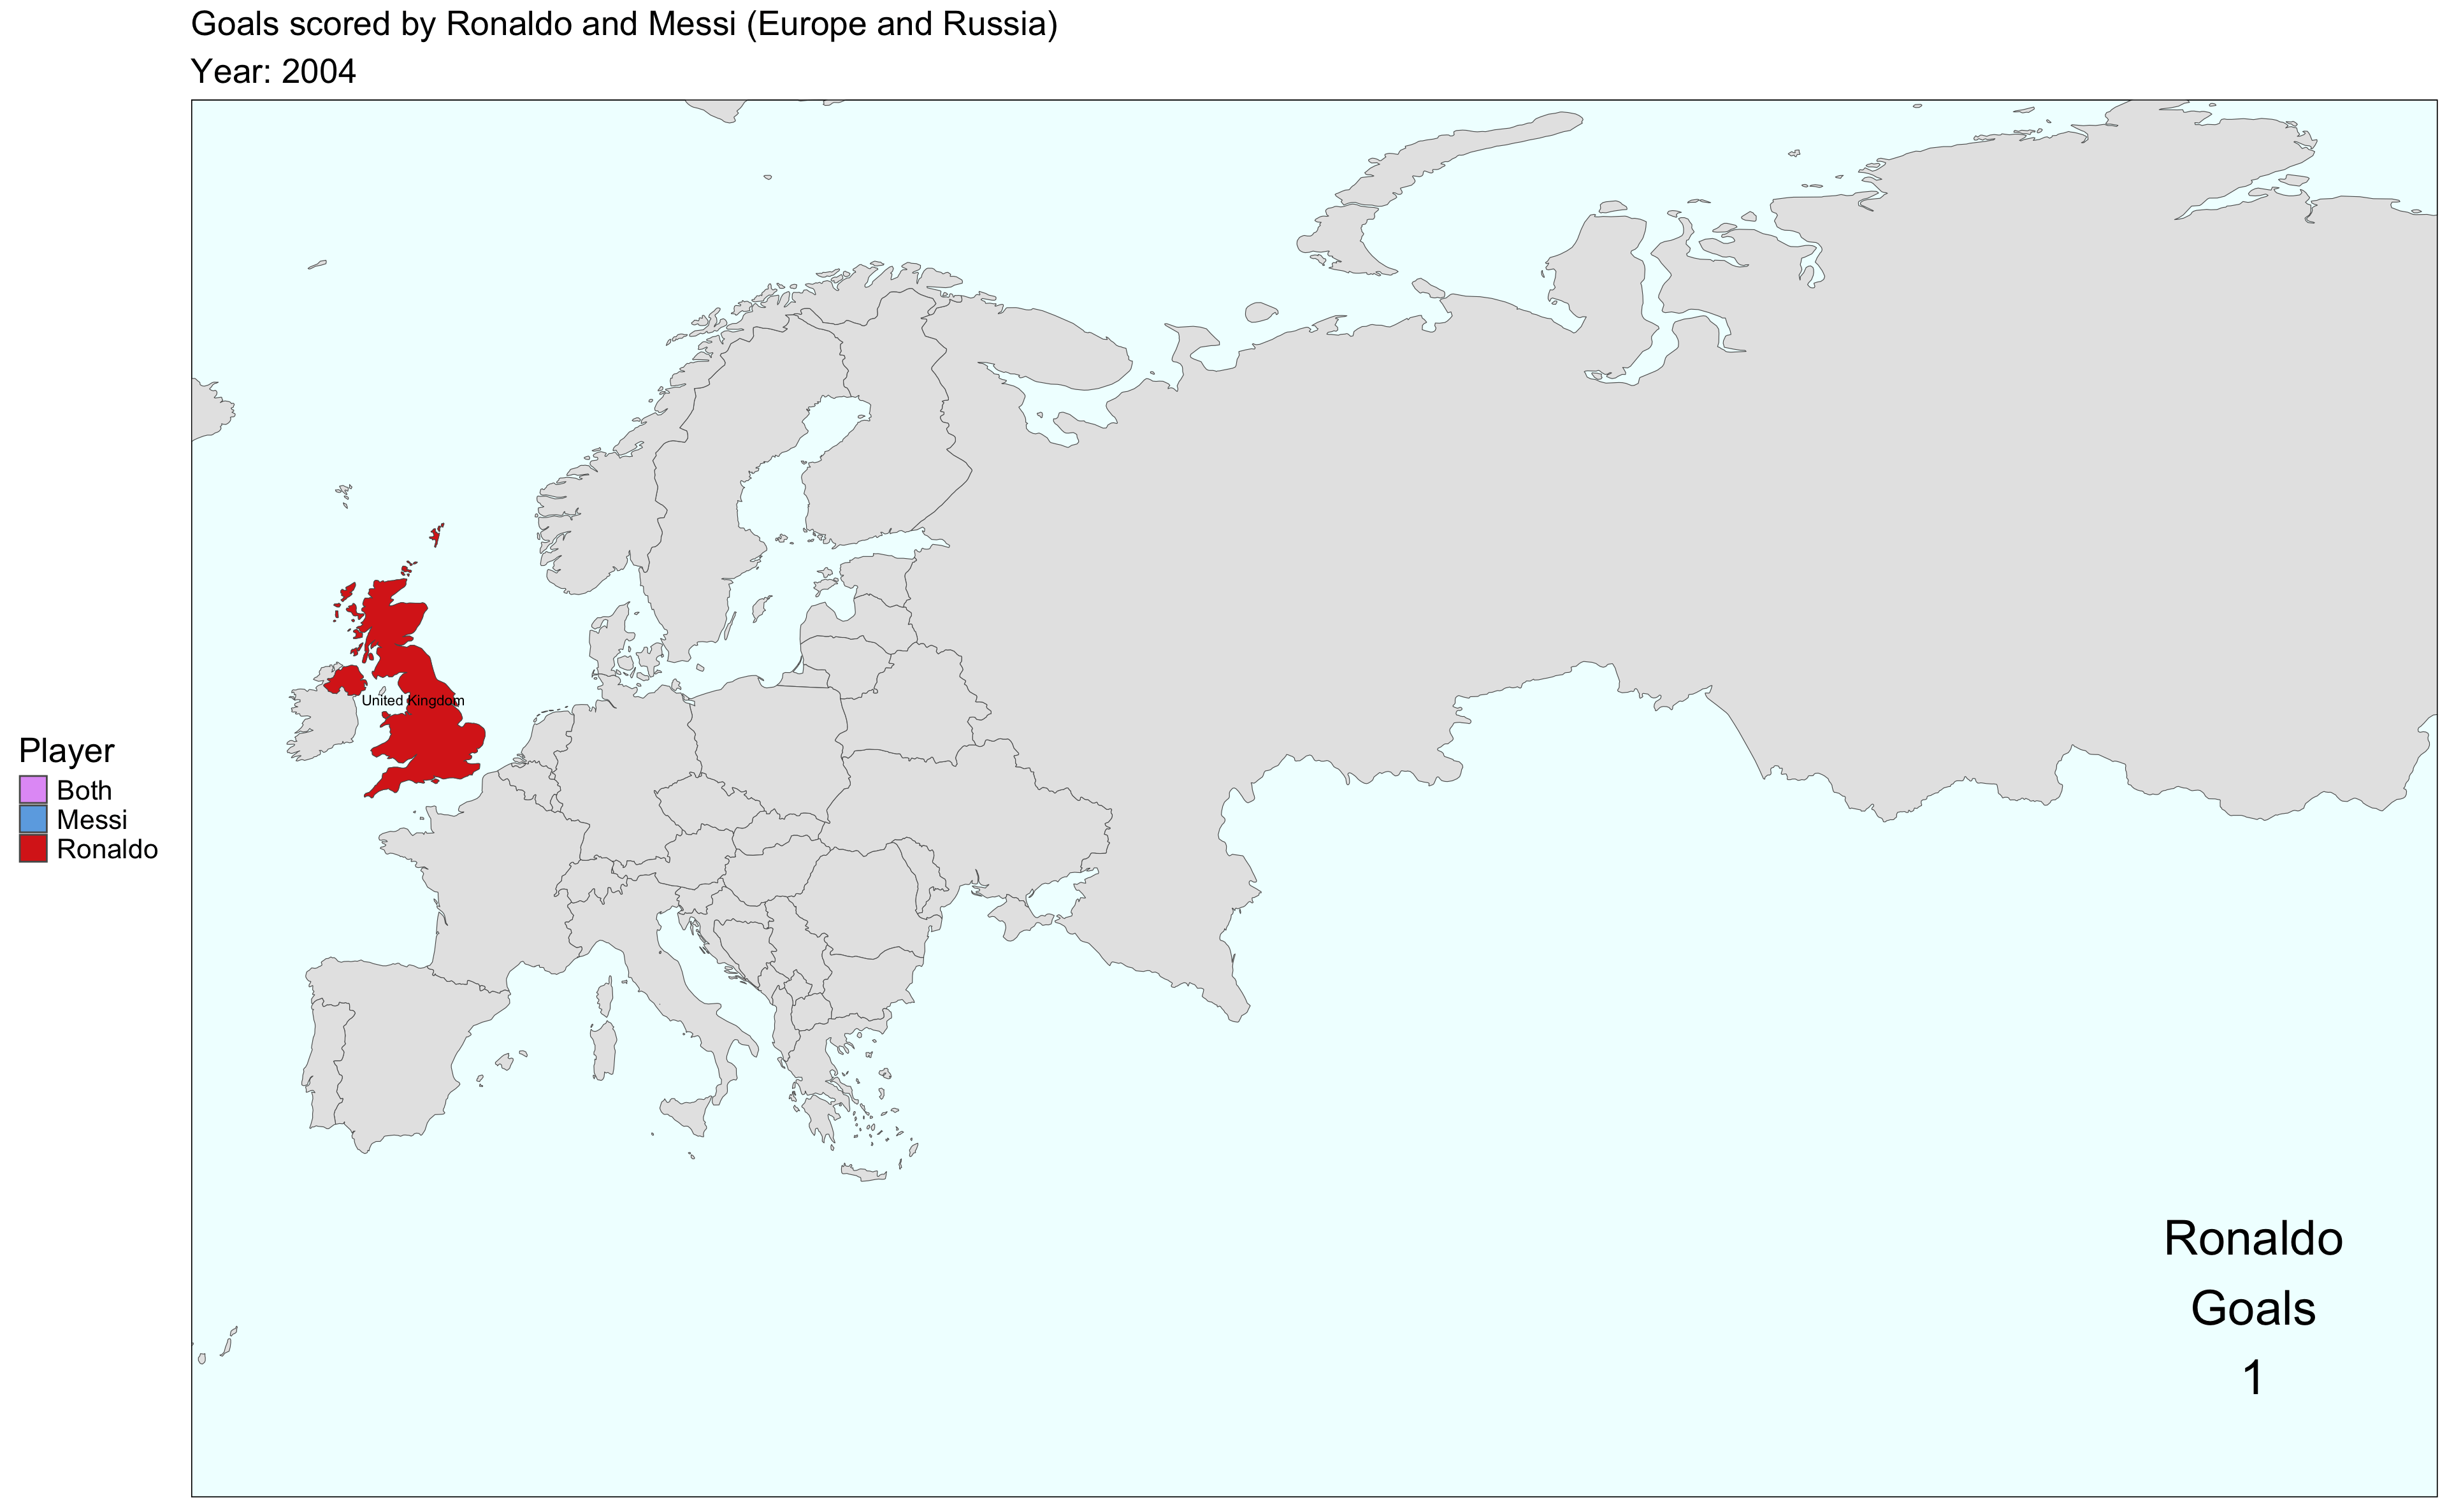 Goals scored by Ronaldo and Messi (Europe and Russia)
Year: 2004
United Kingdom
Player
Both
Messi
Ronaldo
Ronaldo
Goals
1